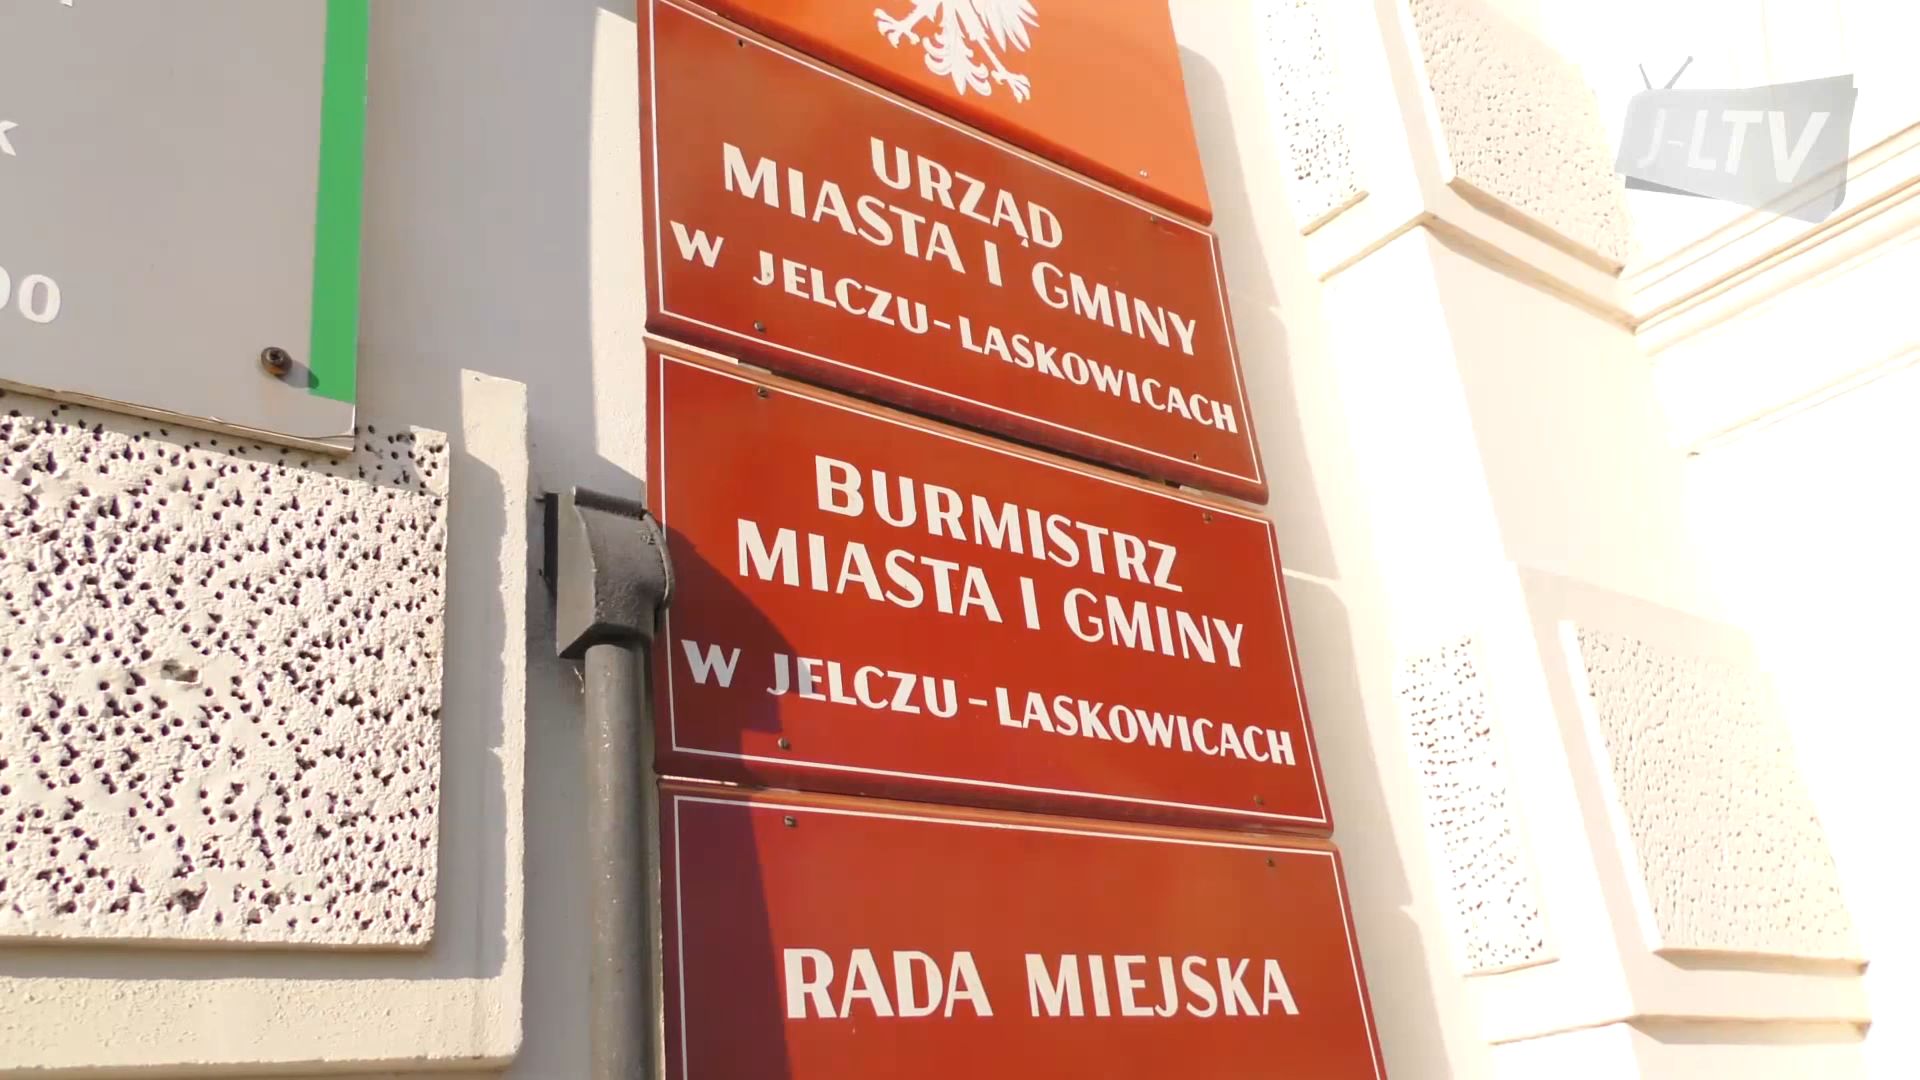 J-LTV
URZĄD
MIASTA I GMINY
W JELCZU-LASKOWICACH
BURMISTRZ
MIASTA I GMINY
W JELCZU-LASKOWICACH
RADA MIEJSKA